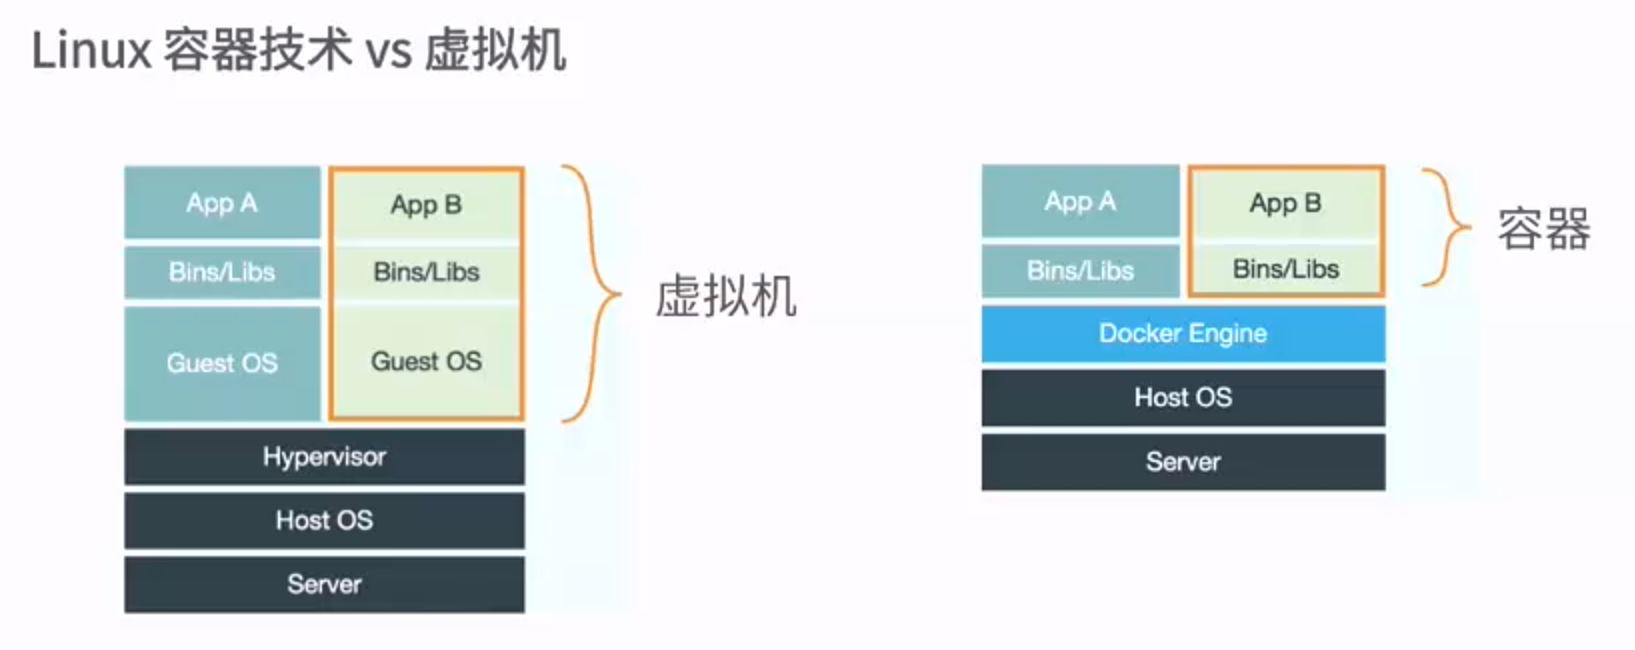 Linux 容器技术 vs 虚拟机
App A
App B
Bins/Libs
Bins/Libs
Guest OS
Guest OS
Hypervisor
Host OS
Server
虚拟机
App A
App B
Bins/Libs
Bins/Libs
Docker Engine
Host OS
Server
容器